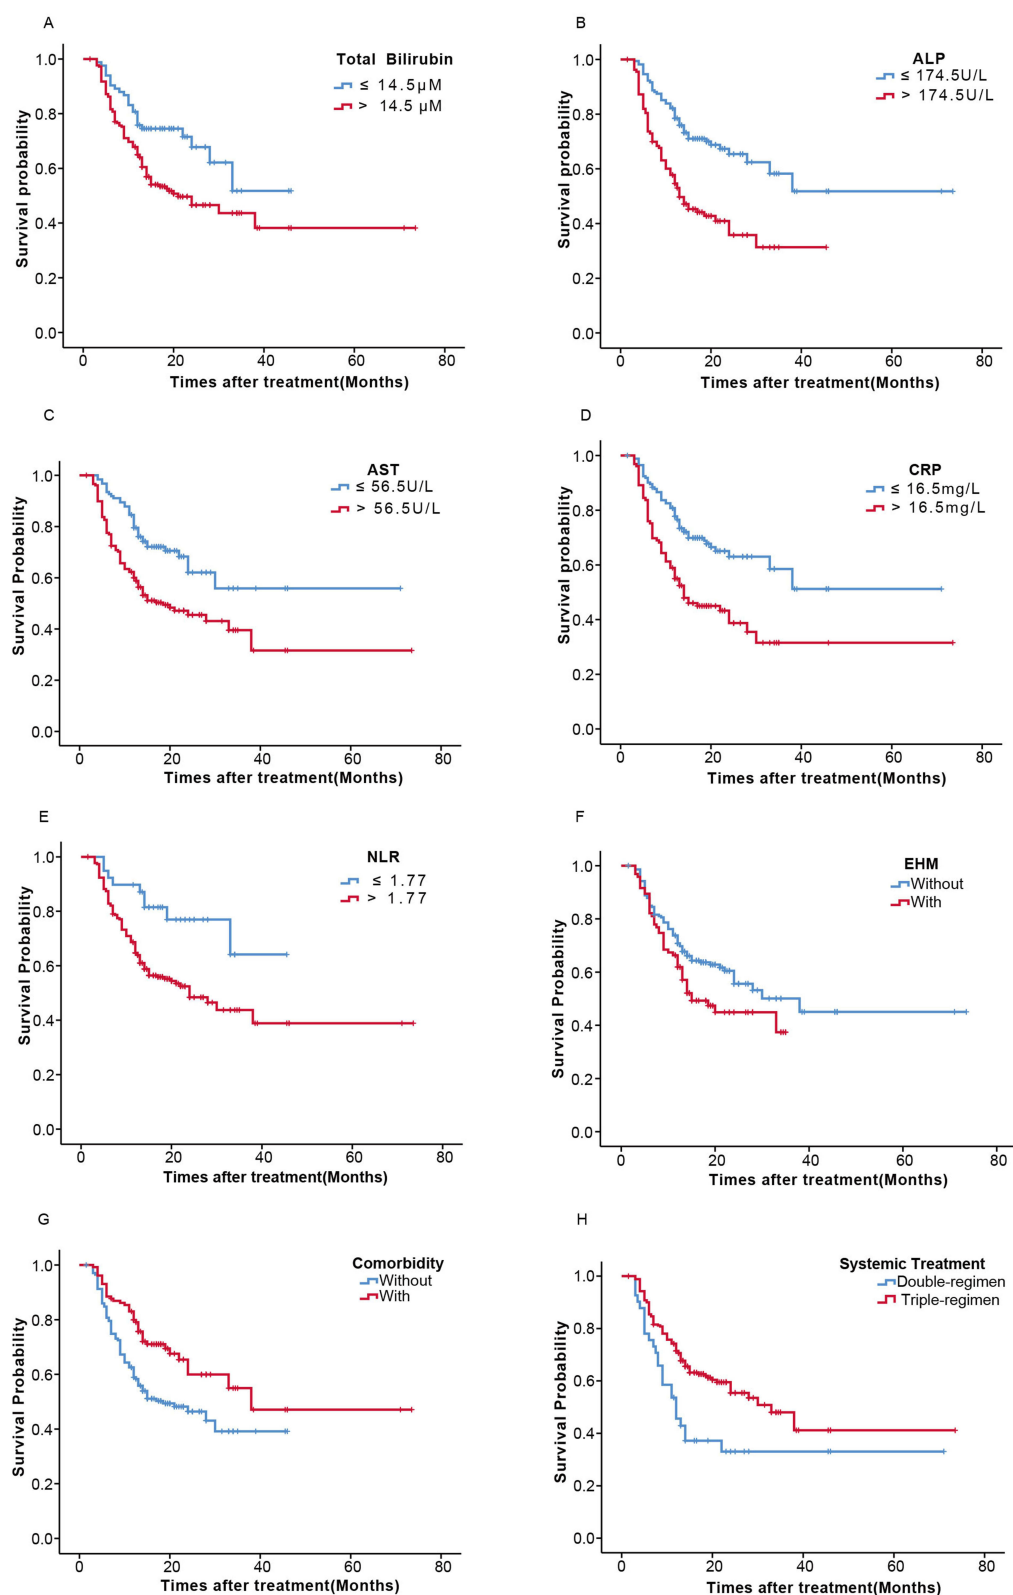 A
Total Bilirubin
≤ 14.5µM
> 14.5 µM
1.0
0.8
0.6
0.4
0.2
0.0
Survival probability
0 20 40 60 80
Times after treatment(Months)
B
ALP
≤ 174.5U/L
> 174.5U/L
1.0
0.8
0.6
0.4
0.2
0.0
Survival probability
0 20 40 60 80
Times after treatment(Months)
C
AST
≤ 56.5U/L
> 56.5U/L
1.0
0.8
0.6
0.4
0.2
0.0
Survival Probability
0 20 40 60 80
Times after treatment(Months)
D
CRP
≤ 16.5mg/L
> 16.5mg/L
1.0
0.8
0.6
0.4
0.2
0.0
Survival probability
0 20 40 60 80
Times after treatment(Months)
E
NLR
≤ 1.77
> 1.77
1.0
0.8
0.6
0.4
0.2
0.0
Survival Probability
0 20 40 60 80
Times after treatment(Months)
F
EHM
Without
With
1.0
0.8
0.6
0.4
0.2
0.0
Survival Probability
0 20 40 60 80
Times after treatment(Months)
G
Comorbidity
Without
With
1.0
0.8
0.6
0.4
0.2
0.0
Survival Probability
0 20 40 60 80
Times after treatment(Months)
H
Systemic Treatment
Double-regimen
Triple-regimen
1.0
0.8
0.6
0.4
0.2
0.0
Survival Probability
0 20 40 60 80
Times after treatment(Months)